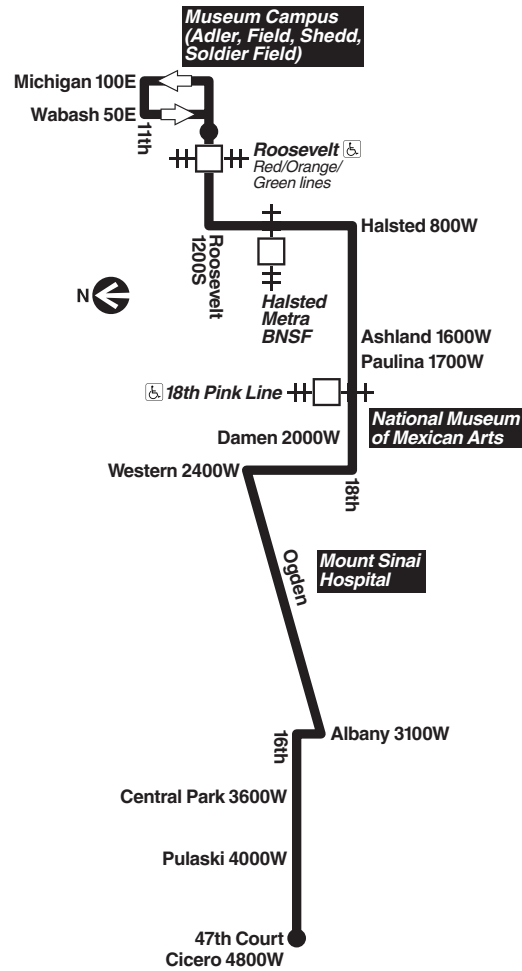 Museum Campus
(Adler, Field, Shedd,
Soldier Field)
Michigan 100E
Wabash 50E
11th
Roosevelt
Red/Orange/
Green lines
Roosevelt
1200S
Halsted 800W
N
Halsted
Metra
BNSF
Ashland 1600W
Paulina 1700W
18th Pink Line
National Museum
of Mexican Arts
Damen 2000W
Western 2400W
18th
Ogden
Mount Sinai
Hospital
16th
Albany 3100W
Central Park 3600W
Pulaski 4000W
47th Court
Cicero 4800W